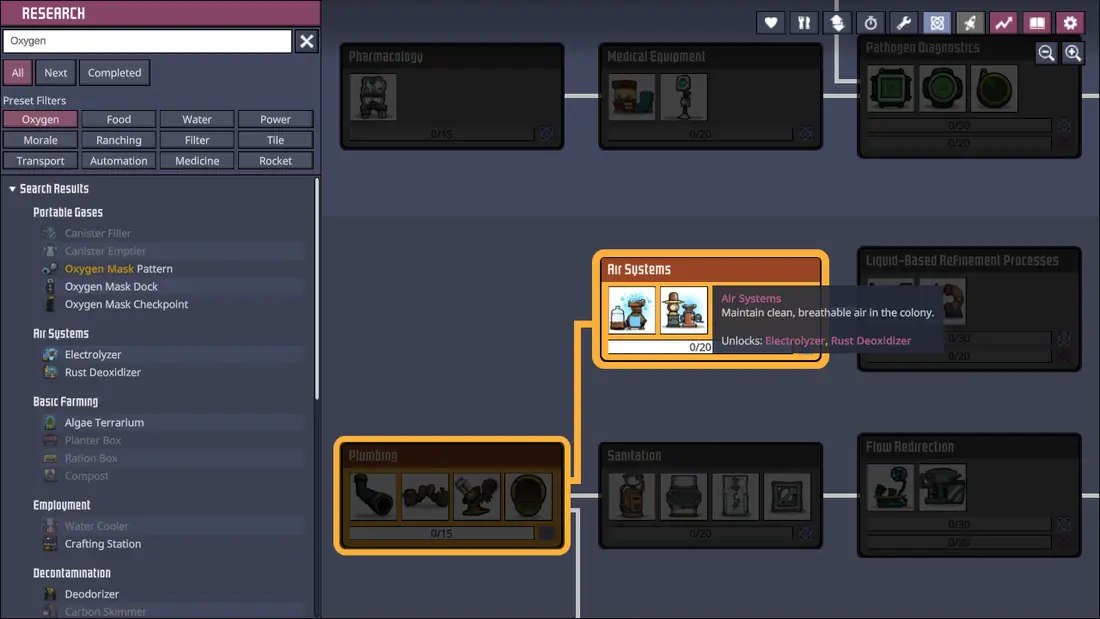 RESEARCH
Oxygen
All Next Completed
Preset Filters
Oxygen Food Water Power
Morale Ranching Filter Tile
Transport Automation Medicine Rocket
Search Results
Portable Gases
Canister Filler
Canister Emptier
Oxygen Mask Pattern
Oxygen Mask Dock
Oxygen Mask Checkpoint
Air Systems
Electrolyzer
Rust Deoxidizer
Basic Farming
Algae Terrarium
Planter Box
Ration Box
Compost
Employment
Water Cooler
Crafting Station
Decontamination
Deodorizer
Carbon Skimmer
Pharmacology
0/15
Medical Equipment
0/20
Pathogen Diagnostics
0/30
0/20
Air Systems
0/20
Air Systems
Maintain clean, breathable air in the colony.
Unlocks: Electrolyzer, Rust Deoxidizer
Liquid-Based Refinement Processes
0/30
0/20
Plumbing
0/15
Sanitation
0/20
Flow Redirection
0/30
0/20